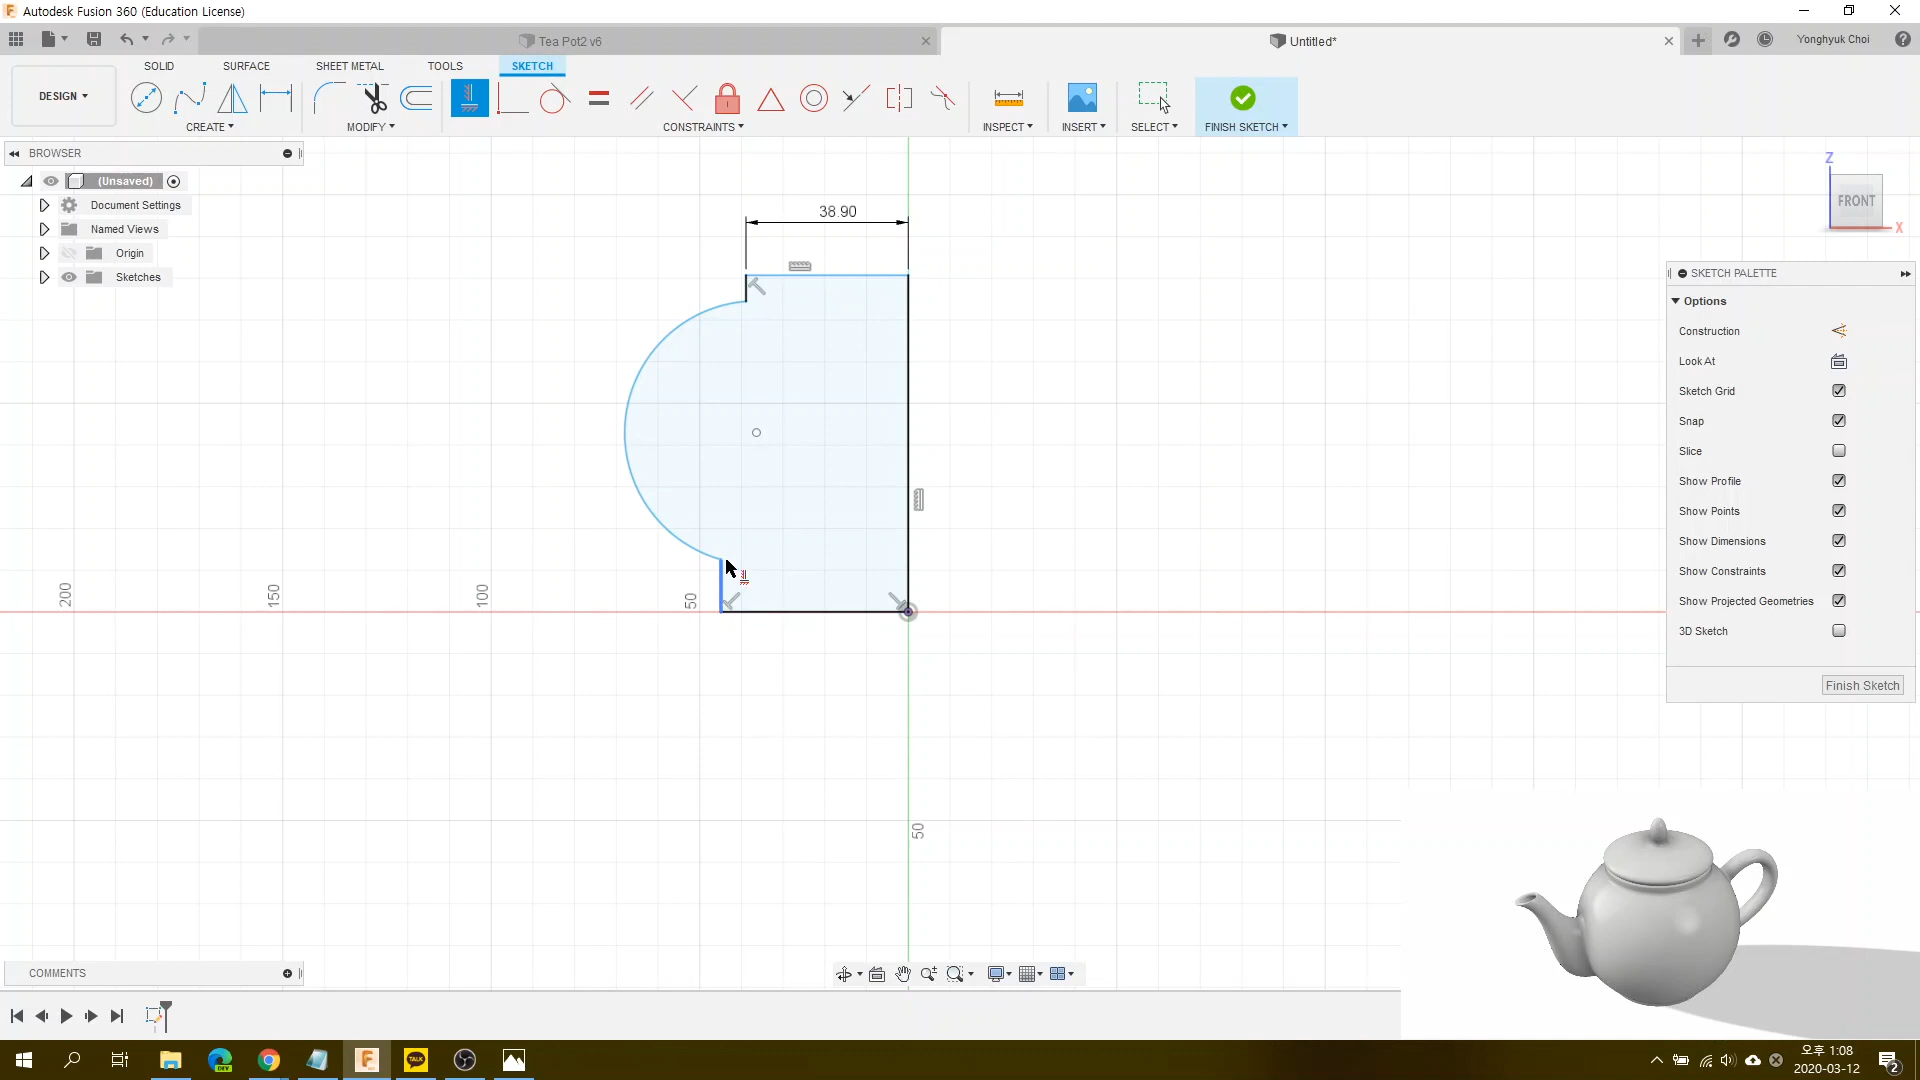 Autodesk Fusion 360 (Education License)
Tea Pot2 v6
Untitled*
Yonghyuk Choi
SOLID
SURFACE
SHEET METAL
TOOLS
SKETCH
DESIGN
CREATE
MODIFY
CONSTRAINTS
INSPECT
INSERT
SELECT
FINISH SKETCH
BROWSER
(Unsaved)
Document Settings
Named Views
Origin
Sketches
38.90
Z
FRONT
X
SKETCH PALETTE
Options
Construction
Look At
Sketch Grid
Snap
Slice
Show Profile
Show Points
Show Dimensions
Show Constraints
Show Projected Geometries
3D Sketch
Finish Sketch
200
150
100
50
50
COMMENTS
DEV
TALK
오후 1:08
2020-03-12
2